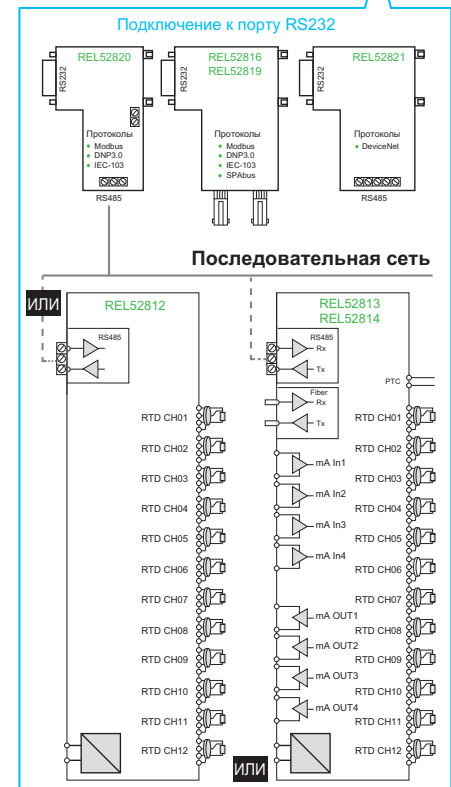 Подключение к порту RS232
REL52820
RS232
Протоколы
• Modbus
• DNP3.0
• IEC-103
RS485
REL52816
REL52819
RS232
Протоколы
• Modbus
• DNP3.0
• IEC-103
• SPAbus
REL52821
RS232
Протоколы
• DeviceNet
RS485
Последовательная сеть
ИЛИ
REL52812
RS485
RTD CH01
RTD CH02
RTD CH03
RTD CH04
RTD CH05
RTD CH06
RTD CH07
RTD CH08
RTD CH09
RTD CH10
RTD CH11
RTD CH12
ИЛИ
REL52813
REL52814
RS485
Rx
Tx
Fiber
Rx
Tx
PTC
mA In1
mA In2
mA In3
mA In4
mA OUT1
mA OUT2
mA OUT3
mA OUT4
RTD CH01
RTD CH02
RTD CH03
RTD CH04
RTD CH05
RTD CH06
RTD CH07
RTD CH08
RTD CH09
RTD CH10
RTD CH11
RTD CH12